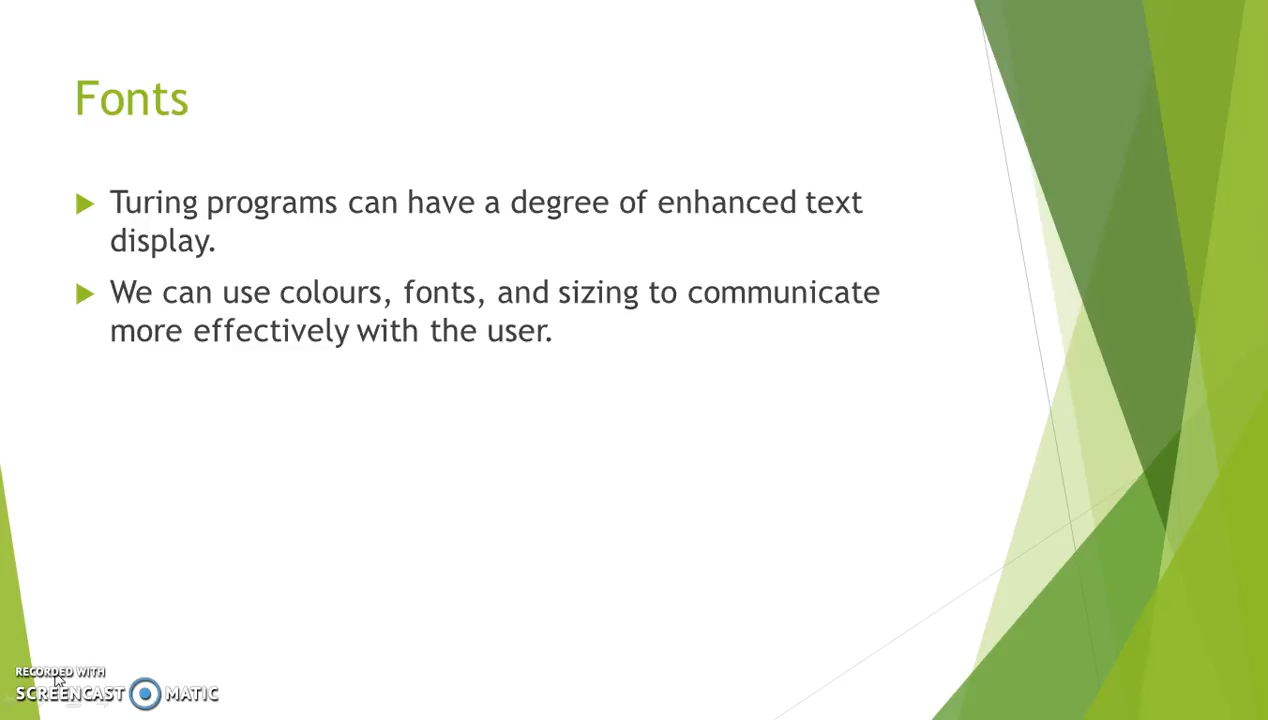 Fonts
Turing programs can have a degree of enhanced text
display.
We can use colours, fonts, and sizing to communicate
more effectively with the user.
RECORDED WITH
SCREENCAST MATIC